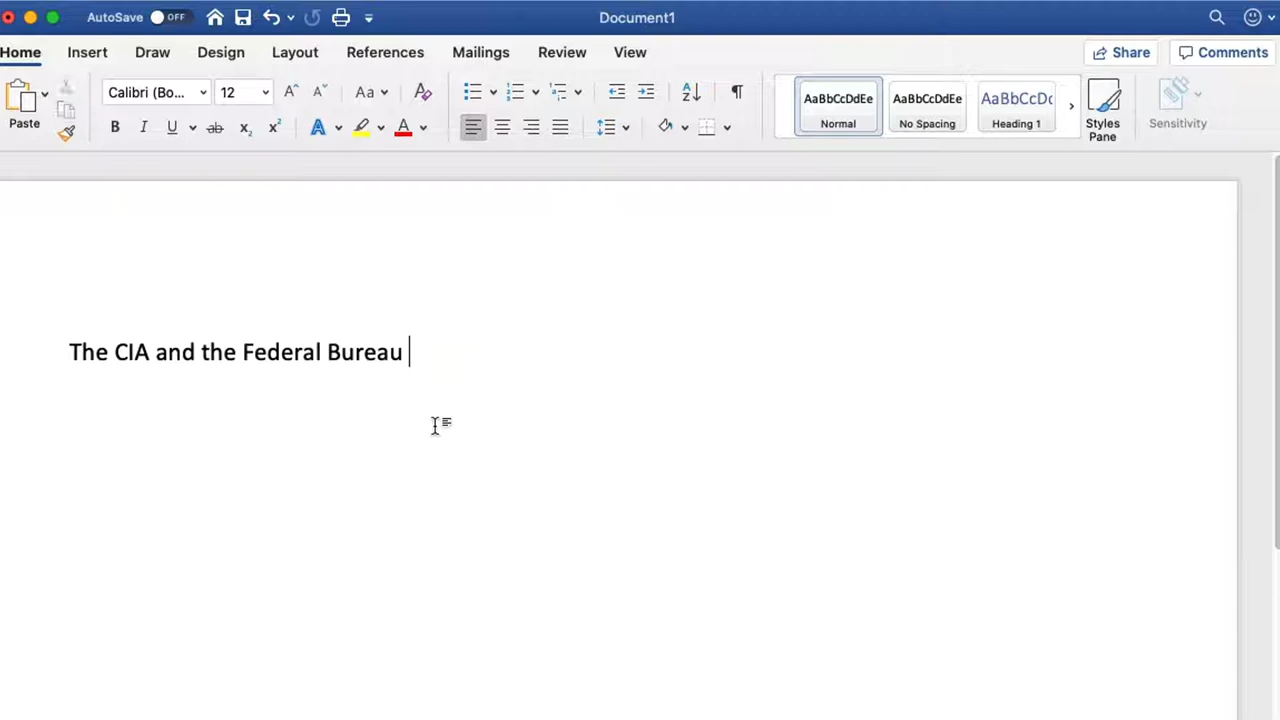 AutoSave OFF Document1
Home Insert Draw Design Layout References Mailings Review View Share Comments
Paste Calibri (Bo... 12 Aa AaBbCcDdEe AaBbCcDdEe AaBbCcDc
Normal No Spacing Heading 1 Styles Pane Sensitivity
The CIA and the Federal Bureau